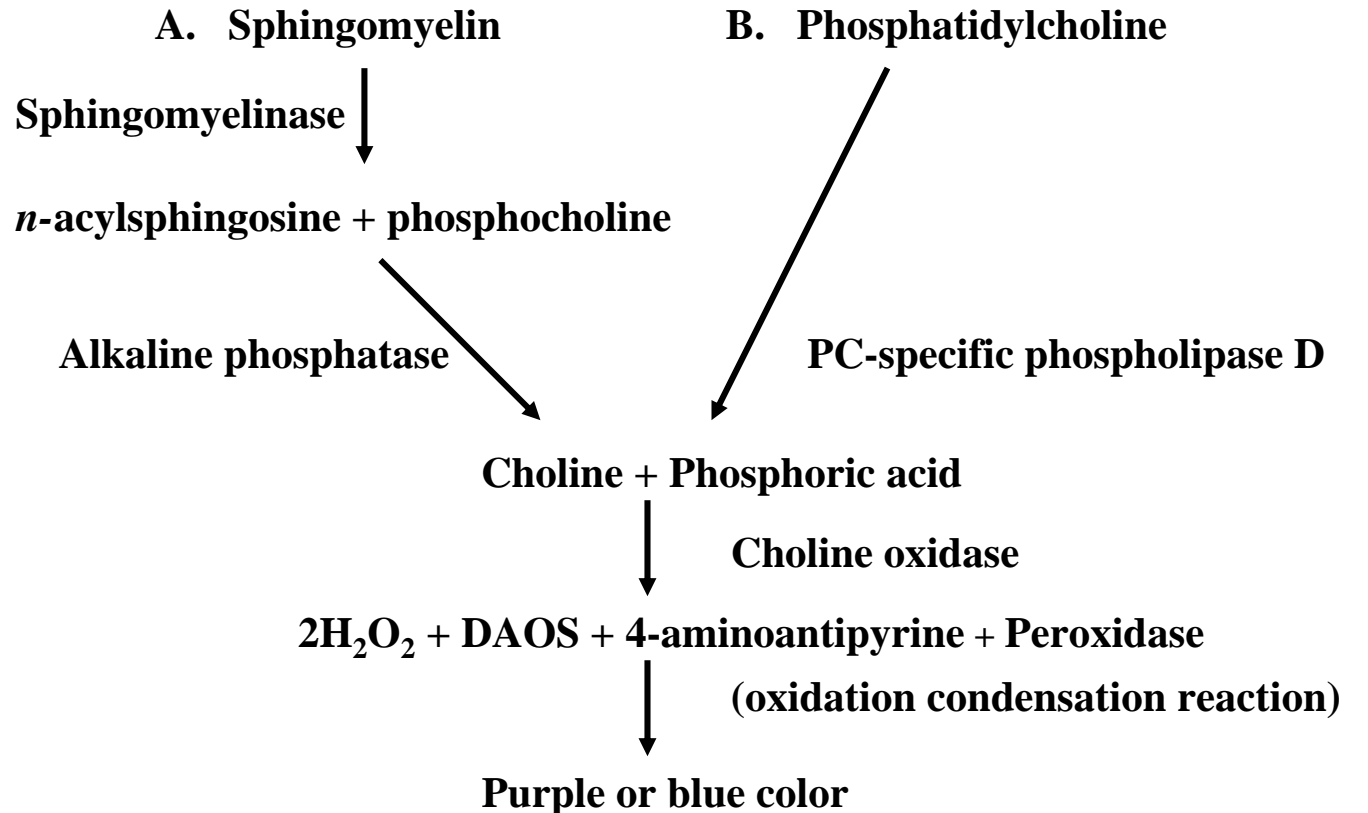 A. Sphingomyelin B. Phosphatidylcholine
Sphingomyelinase
n-acylsphingosine + phosphocholine
Alkaline phosphatase PC-specific phospholipase D
Choline + Phosphoric acid
Choline oxidase
2H₂O₂ + DAOS + 4-aminoantipyrine + Peroxidase
(oxidation condensation reaction)
Purple or blue color